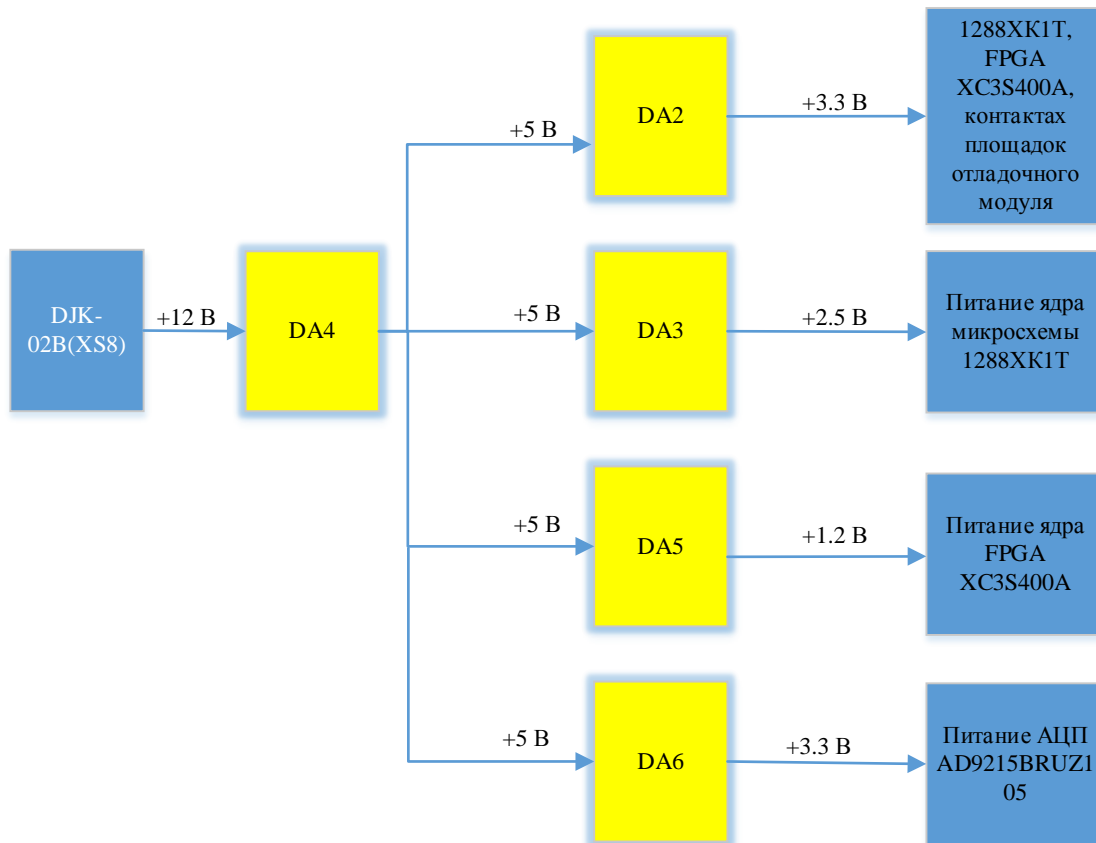 1288ХК1Т,
FPGA
XC3S400A,
контактах
площадок
отладочного
модуля
DA2
+3.3 В
+5 В
DJK-
02B(XS8)
+12 В
DA4
+5 В
DA3
+2.5 В
Питание ядра
микросхемы
1288ХК1Т
+5 В
DA5
+1.2 В
Питание ядра
FPGA
XC3S400A
+5 В
DA6
+3.3 В
Питание АЦП
AD9215BRUZ1
05